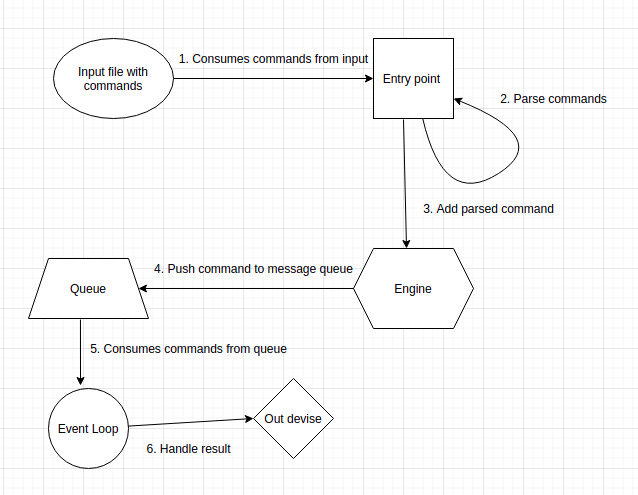 1. Consumes commands from input
Input file with
commands
Entry point
2. Parse commands
3. Add parsed command
4. Push command to message queue
Queue
Engine
5. Consumes commands from queue
Event Loop
Out devise
6. Handle result